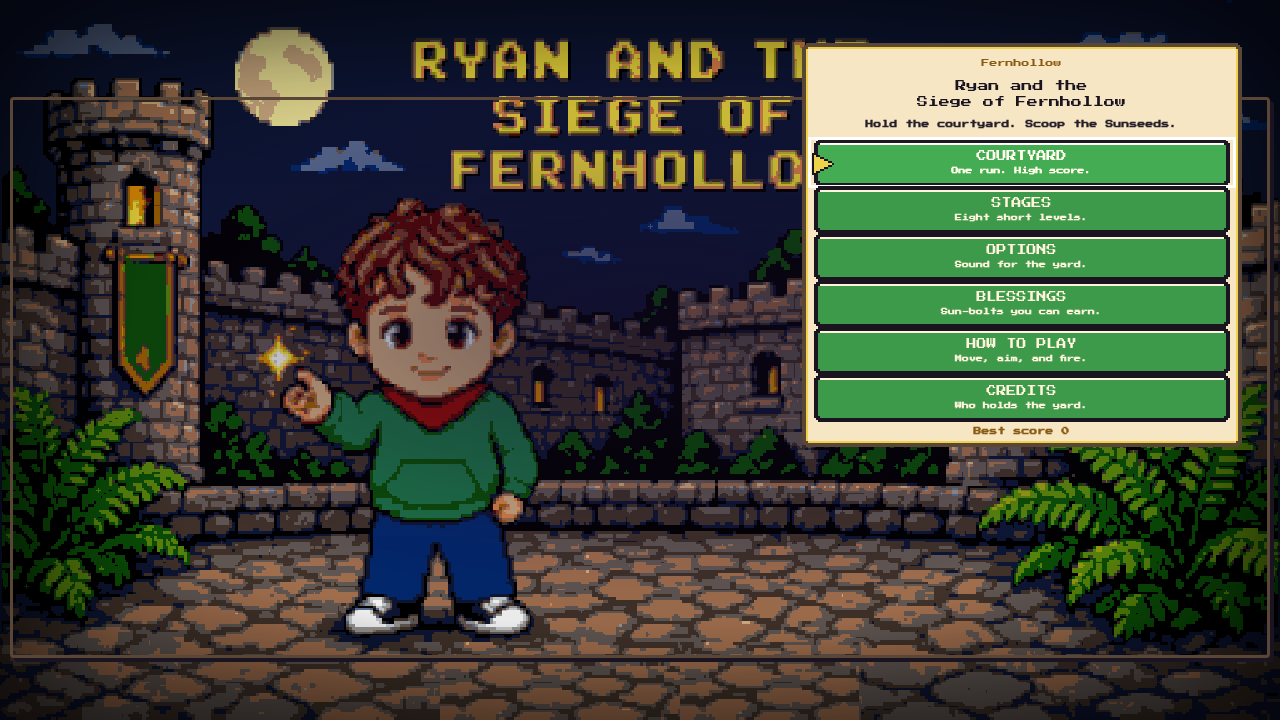 RYAN AND TH
SIEGE OF
FERNHOLLO
Fernhollow
Ryan and the
Siege of Fernhollow
Hold the courtyard. Scoop the Sunseeds.
COURTYARD
One run. High score.
STAGES
Eight short levels.
OPTIONS
Sound for the yard.
BLESSINGS
Sun-bolts you can earn.
HOW TO PLAY
Move, aim, and fire.
CREDITS
Who holds the yard.
Best score 0